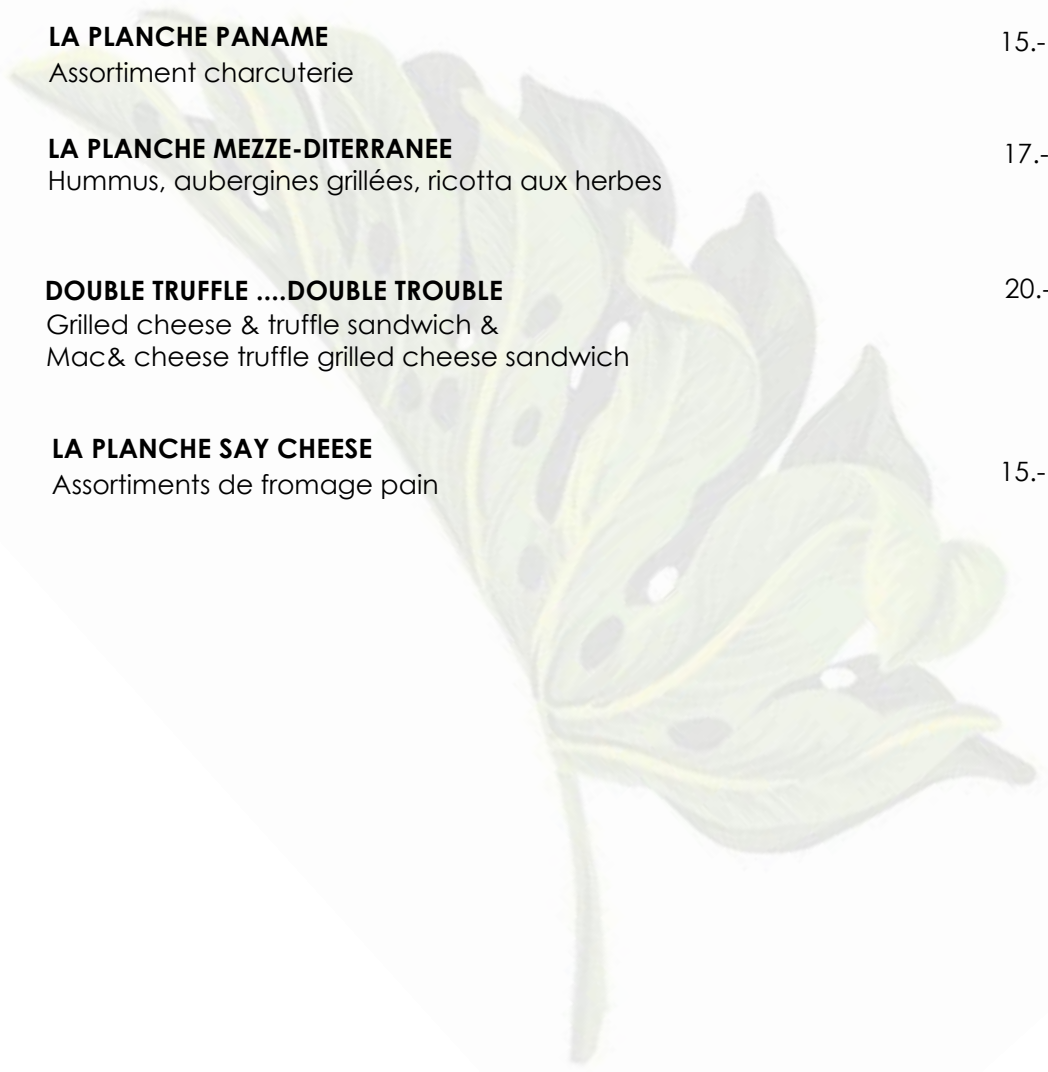 LA PLANCHE PANAME 15.-
Assortiment charcuterie
LA PLANCHE MEZZE-DITERRANEE 17.-
Hummus, aubergines grillées, ricotta aux herbes
DOUBLE TRUFFLE ....DOUBLE TROUBLE 20.-
Grilled cheese & truffle sandwich &
Mac& cheese truffle grilled cheese sandwich
LA PLANCHE SAY CHEESE
Assortiments de fromage pain 15.-